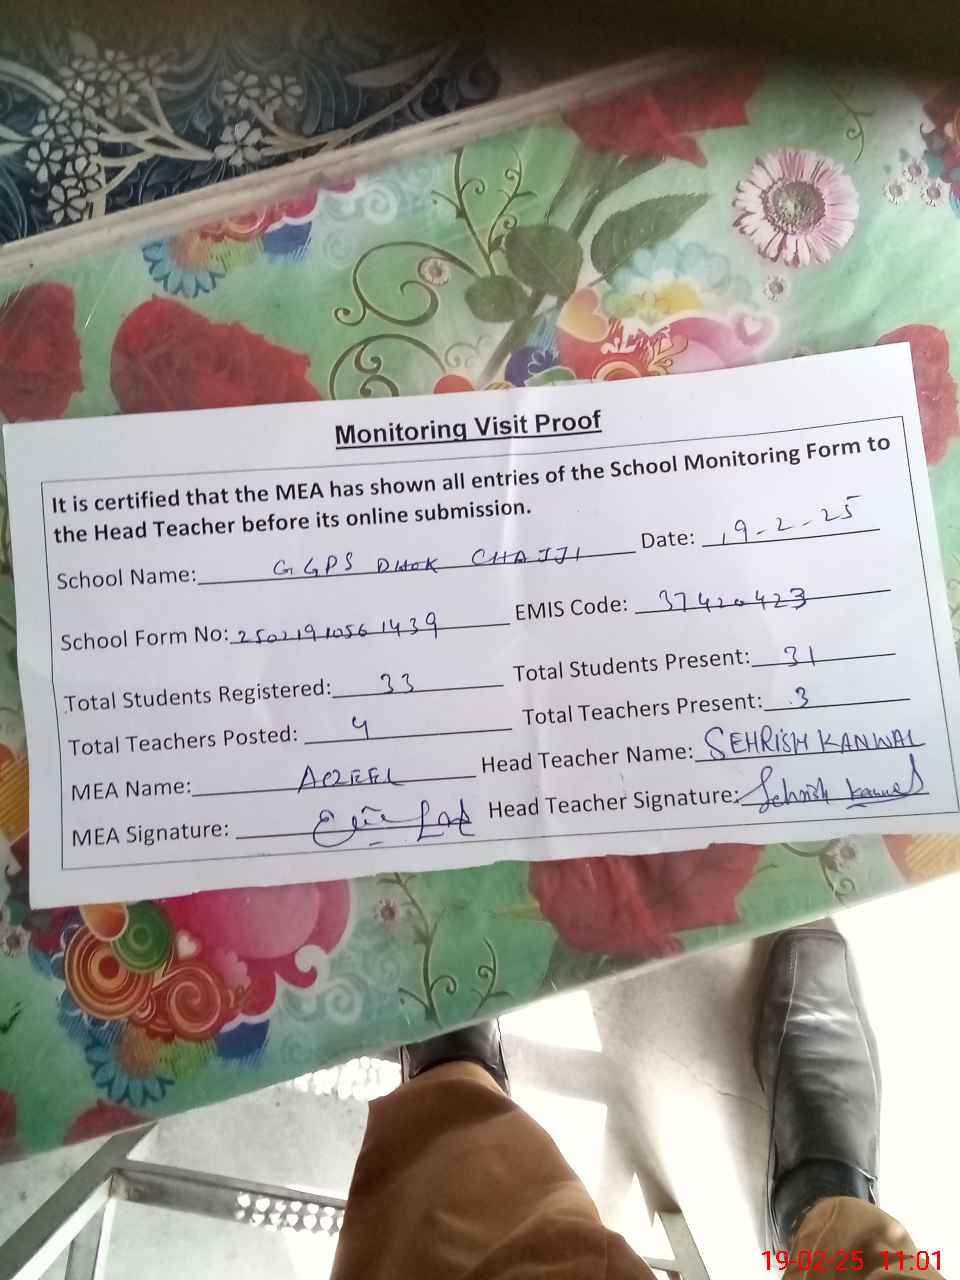 Monitoring Visit Proof
It is certified that the MEA has shown all entries of the School Monitoring Form to
the Head Teacher before its online submission.
School Name: GGPS DHOK CHAJJI Date: 19-2-25
School Form No: 25021910561439 EMIS Code: 37420423
Total Students Registered: 33 Total Students Present: 31
Total Teachers Posted: 4 Total Teachers Present: 3
MEA Name: AQEEL Head Teacher Name: SEHRISH KANWAL
MEA Signature: Head Teacher Signature: Sehrish Kanwal
19-02-25 11:01